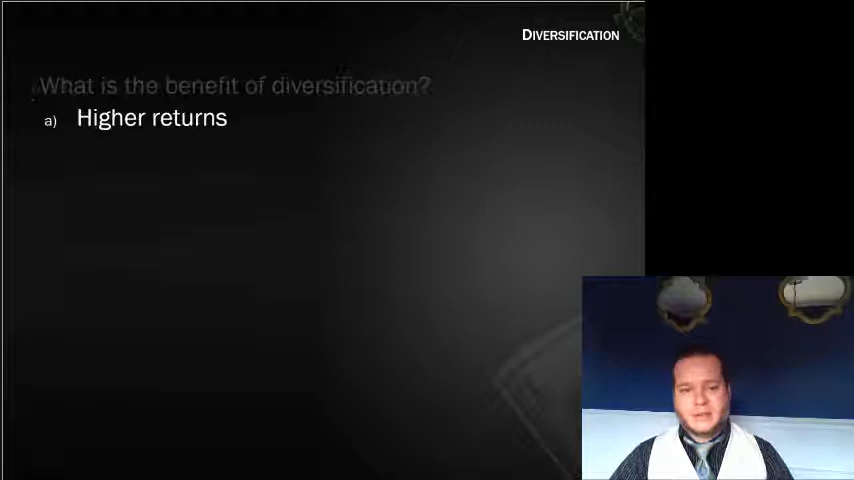 DIVERSIFICATION
What is the benefit of diversification?
a) Higher returns